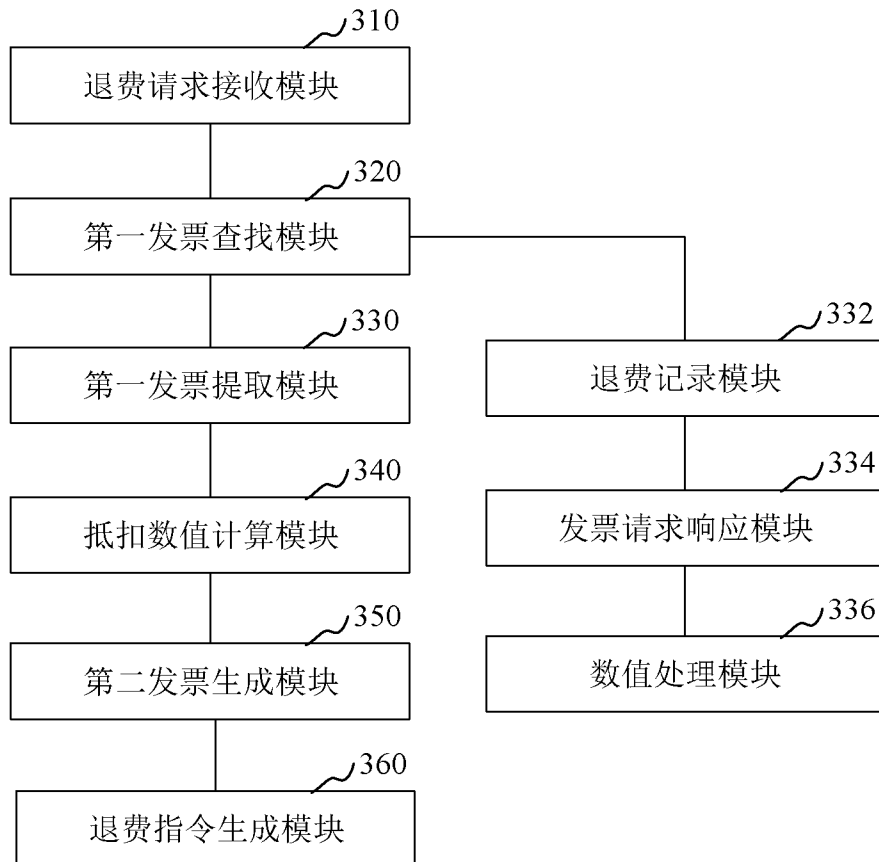 310
退费请求接收模块
320
第一发票查找模块
330
第一发票提取模块
340
抵扣数值计算模块
350
第二发票生成模块
360
退费指令生成模块
332
退费记录模块
334
发票请求响应模块
336
数值处理模块